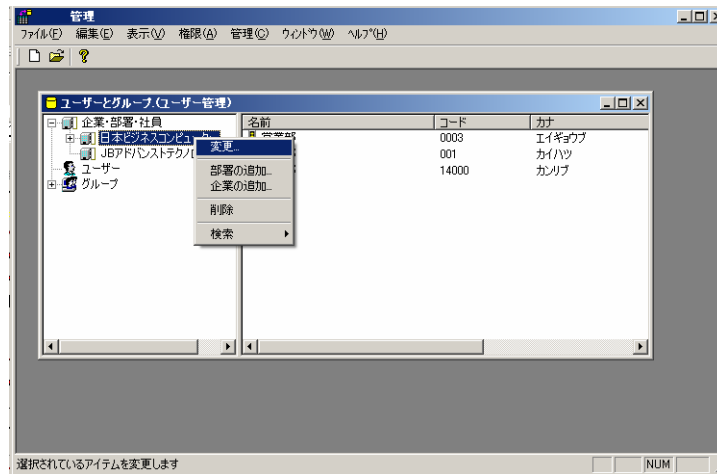 管理
ファイル(F) 編集(E) 表示(V) 権限(A) 管理(C) ウィンドウ(W) ヘルプ(H)
ユーザーとグループ.(ユーザー管理)
企業・部署・社員
日本ビジネスコンピューター
JBアドバンストテクノロ
ユーザー
グループ
変更...
部署の追加...
企業の追加...
削除
検索
名前 コード カナ
営業部 0003 エイギョウブ
001 カイハツ
14000 カンリブ
選択されているアイテムを変更します
NUM